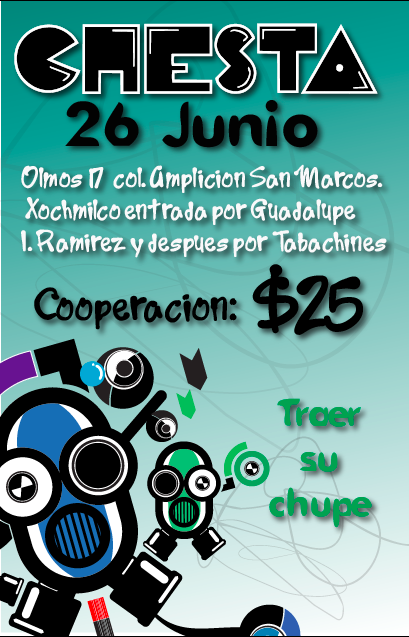 CHESTA
26 Junio
Olmos 17 col. Amplicion San Marcos.
Xochmilco entrada por Guadalupe
I. Ramirez y despues por Tabachines
Cooperacion: $25
Traer
su
chupe